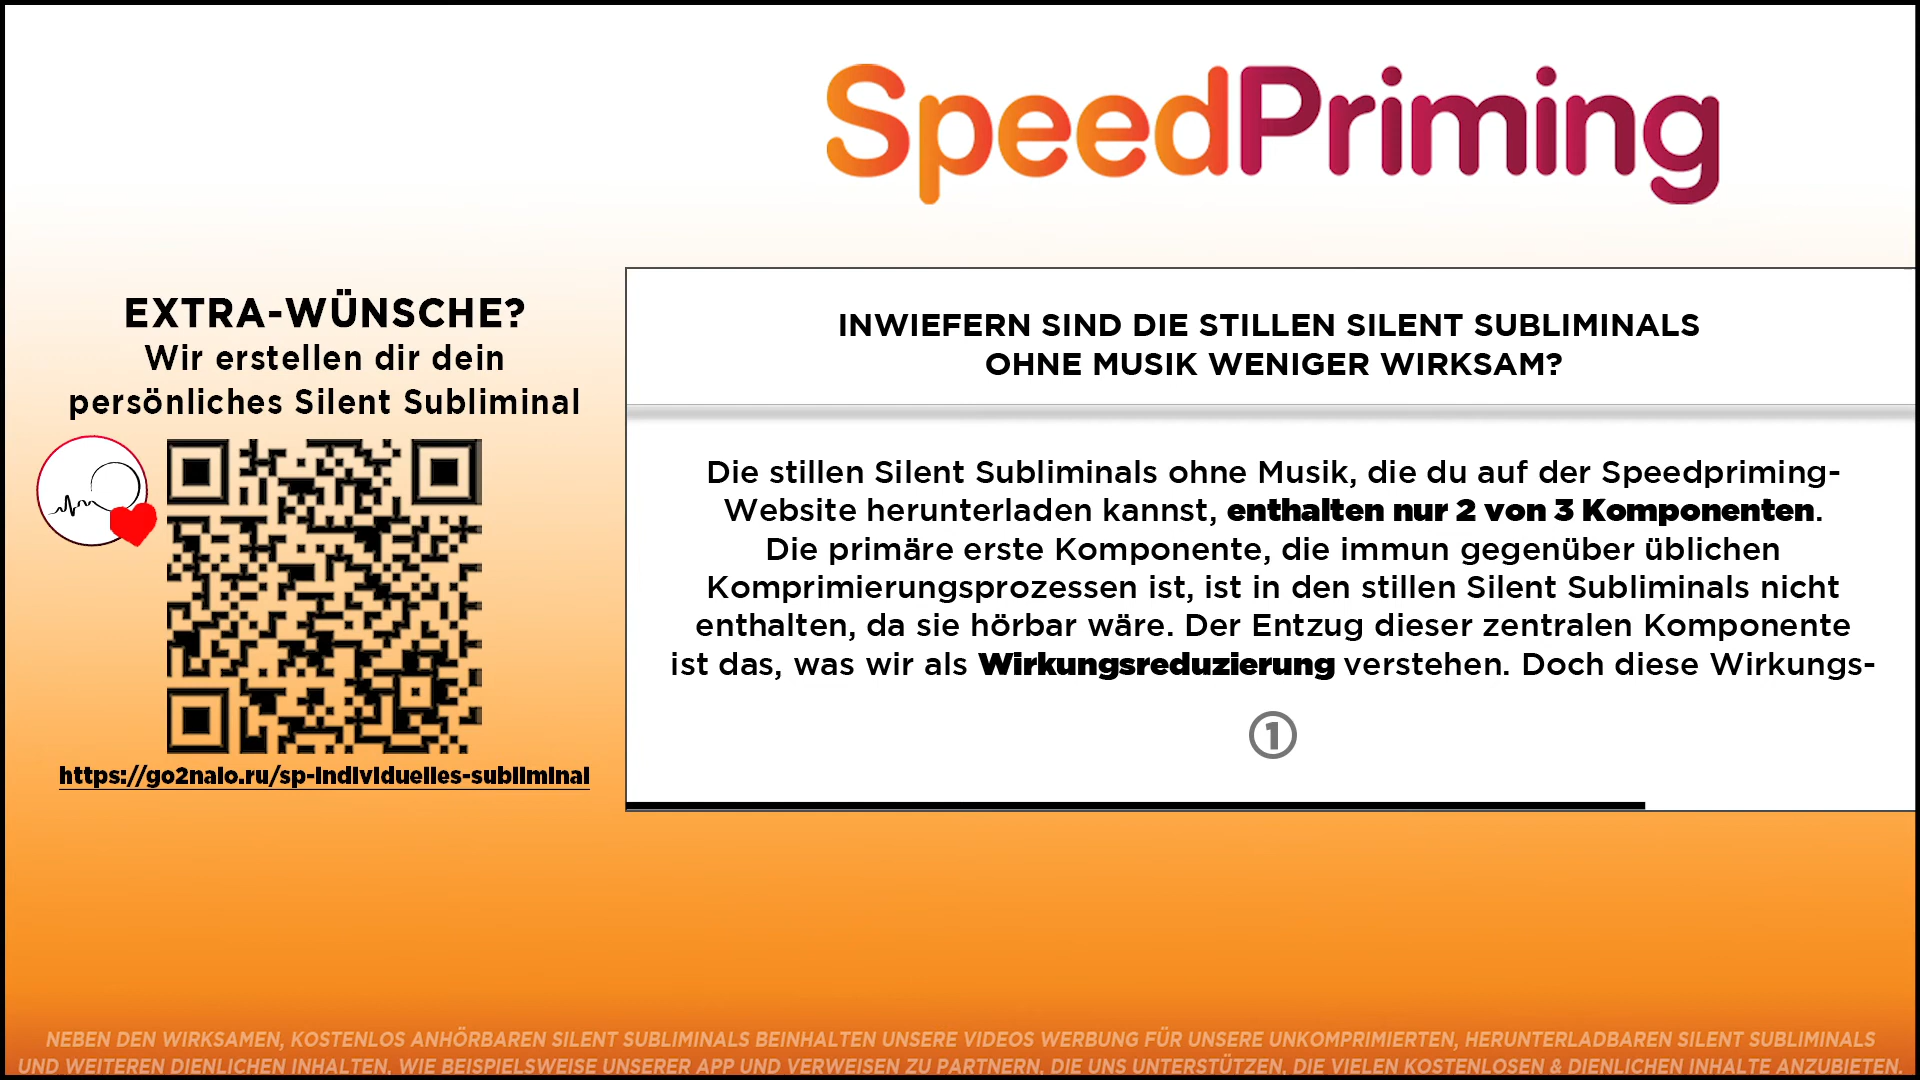 SpeedPriming
EXTRA-WÜNSCHE?
Wir erstellen dir dein
persönliches Silent Subliminal
https://go2nalo.ru/sp-individuelles-subliminal
INWIEFERN SIND DIE STILLEN SILENT SUBLIMINALS
OHNE MUSIK WENIGER WIRKSAM?
Die stillen Silent Subliminals ohne Musik, die du auf der Speedpriming-
Website herunterladen kannst, enthalten nur 2 von 3 Komponenten.
Die primäre erste Komponente, die immun gegenüber üblichen
Komprimierungsprozessen ist, ist in den stillen Silent Subliminals nicht
enthalten, da sie hörbar wäre. Der Entzug dieser zentralen Komponente
ist das, was wir als Wirkungsreduzierung verstehen. Doch diese Wirkungs-
1
NEBEN DEN WIRKSAMEN, KOSTENLOS ANHÖRBAREN SILENT SUBLIMINALS BEINHALTEN UNSERE VIDEOS WERBUNG FÜR UNSERE UNKOMPRIMIERTEN, HERUNTERLADBAREN SILENT SUBLIMINALS
UND WEITEREN DIENLICHEN INHALTEN, WIE BEISPIELSWEISE UNSERER APP UND VERWEISEN ZU PARTNERN, DIE UNS UNTERSTÜTZEN, DIE VIELEN KOSTENLOSEN & DIENLICHEN INHALTE ANZUBIETEN.